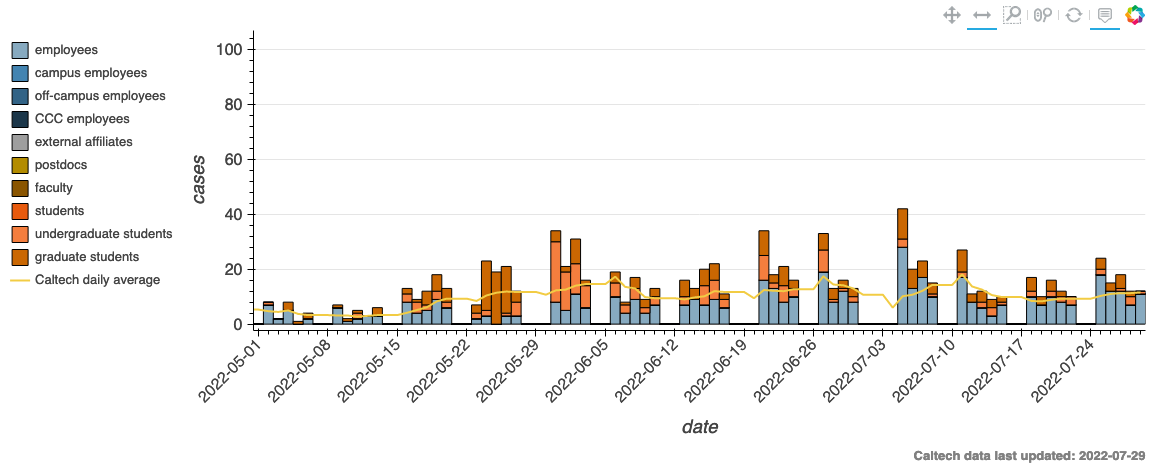 employees
campus employees
off-campus employees
CCC employees
external affiliates
postdocs
faculty
students
undergraduate students
graduate students
Caltech daily average
cases
100
80
60
40
20
0
2022-05-01
2022-05-08
2022-05-15
2022-05-22
2022-05-29
2022-06-05
2022-06-12
2022-06-19
2022-06-26
2022-07-03
2022-07-10
2022-07-17
2022-07-24
date
Caltech data last updated: 2022-07-29